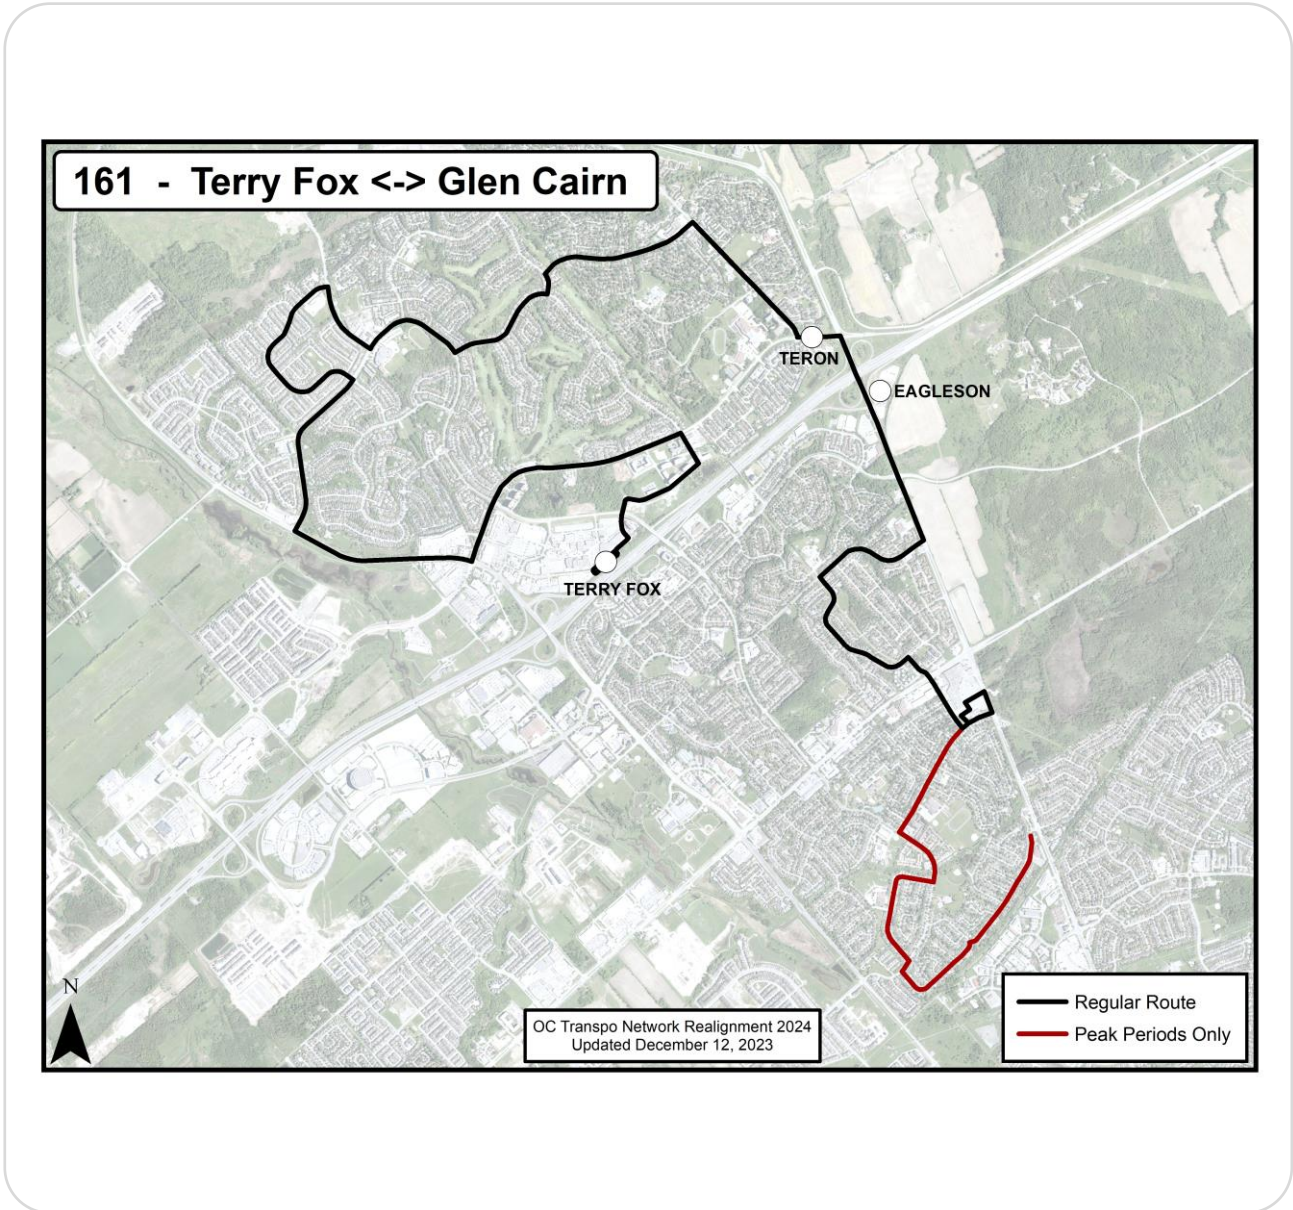 161 - Terry Fox <-> Glen Cairn
TERON
EAGLESON
TERRY FOX
N
OC Transpo Network Realignment 2024
Updated December 12, 2023
Regular Route
Peak Periods Only